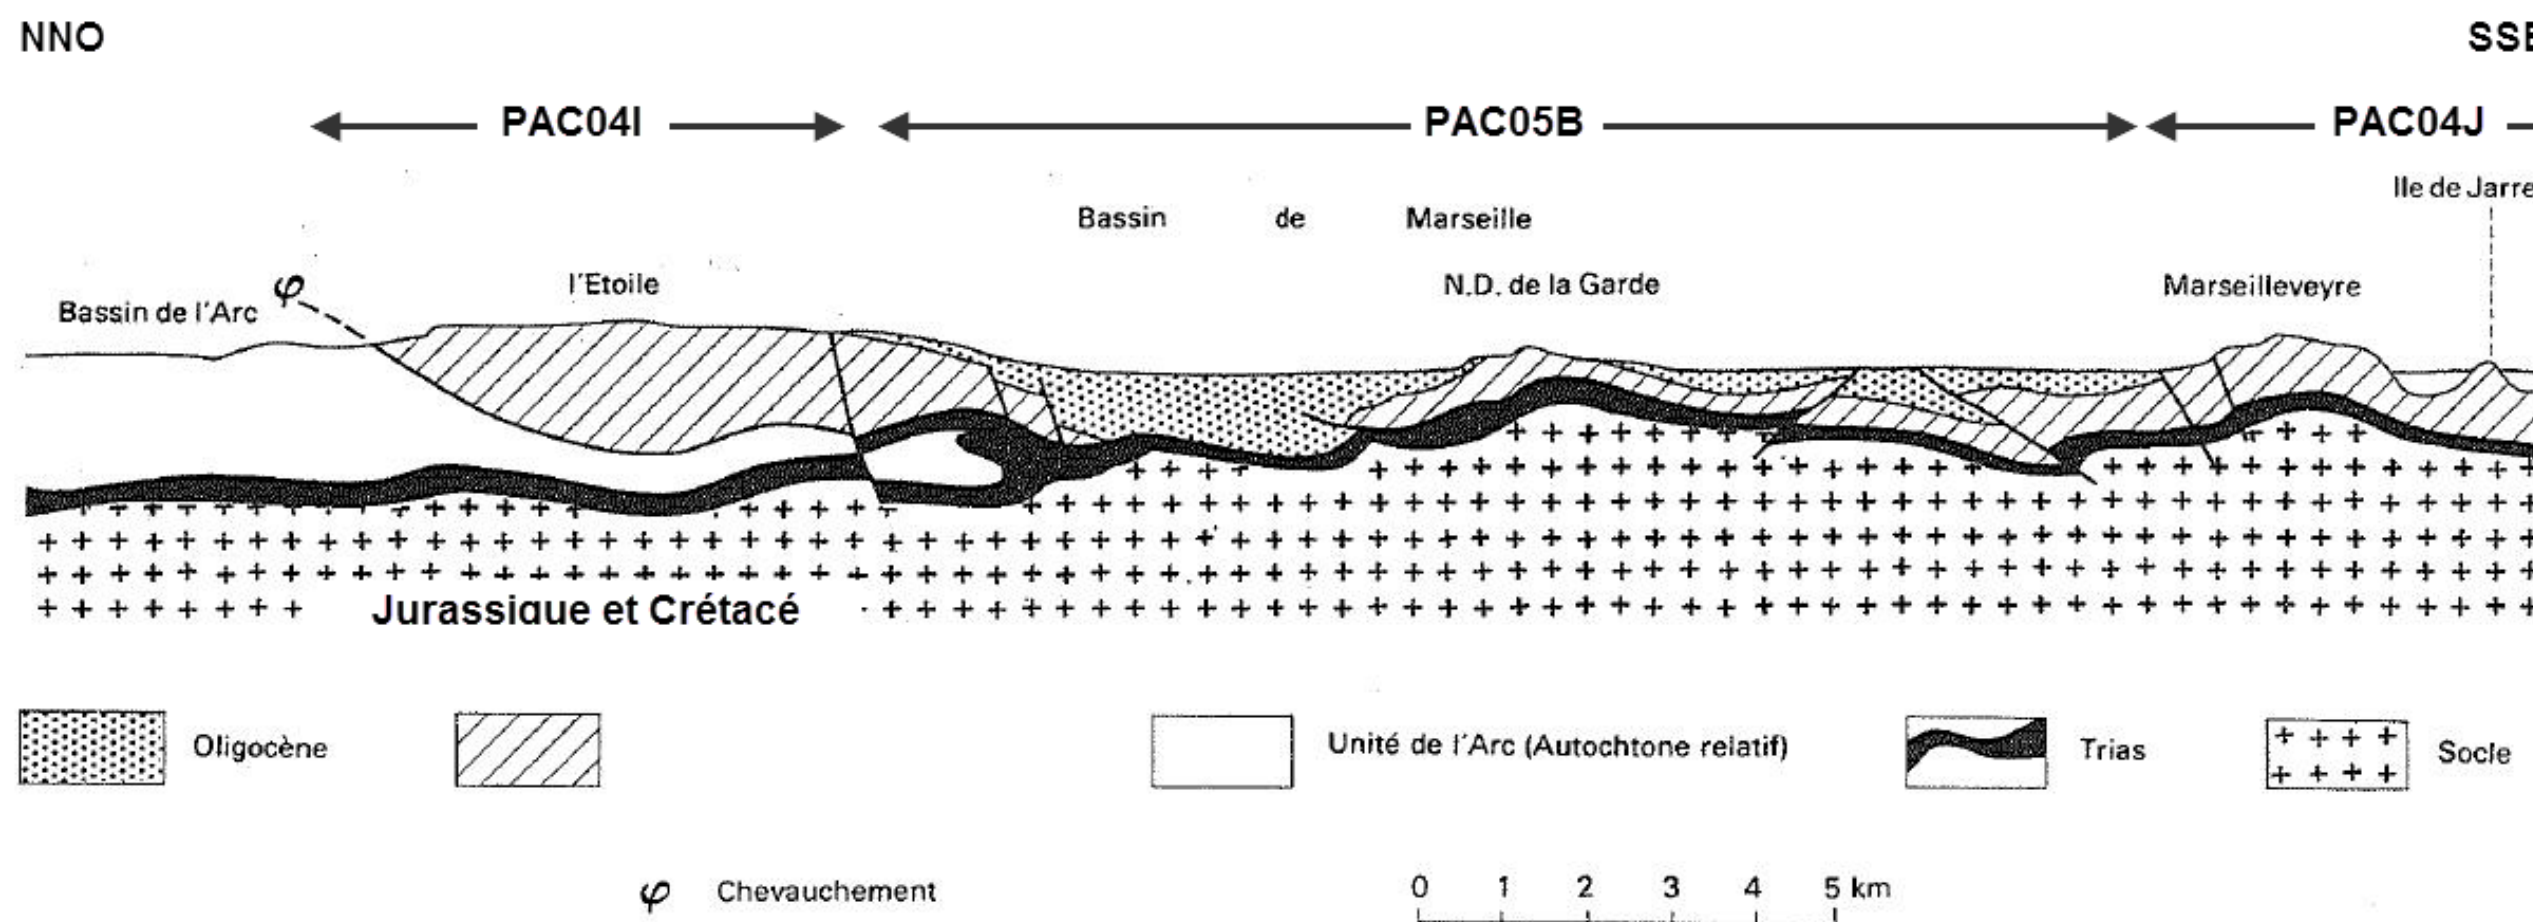 NNO
SSE
PAC04I
PAC05B
PAC04J
Ile de Jarre
Bassin de Marseille
l'Etoile
N.D. de la Garde
Marseilleveyre
φ
Bassin de l'Arc
Jurassique et Crétacé
Oligocène
Unité de l'Arc (Autochtone relatif)
Trias
Socle
φ Chevauchement
0 1 2 3 4 5 km